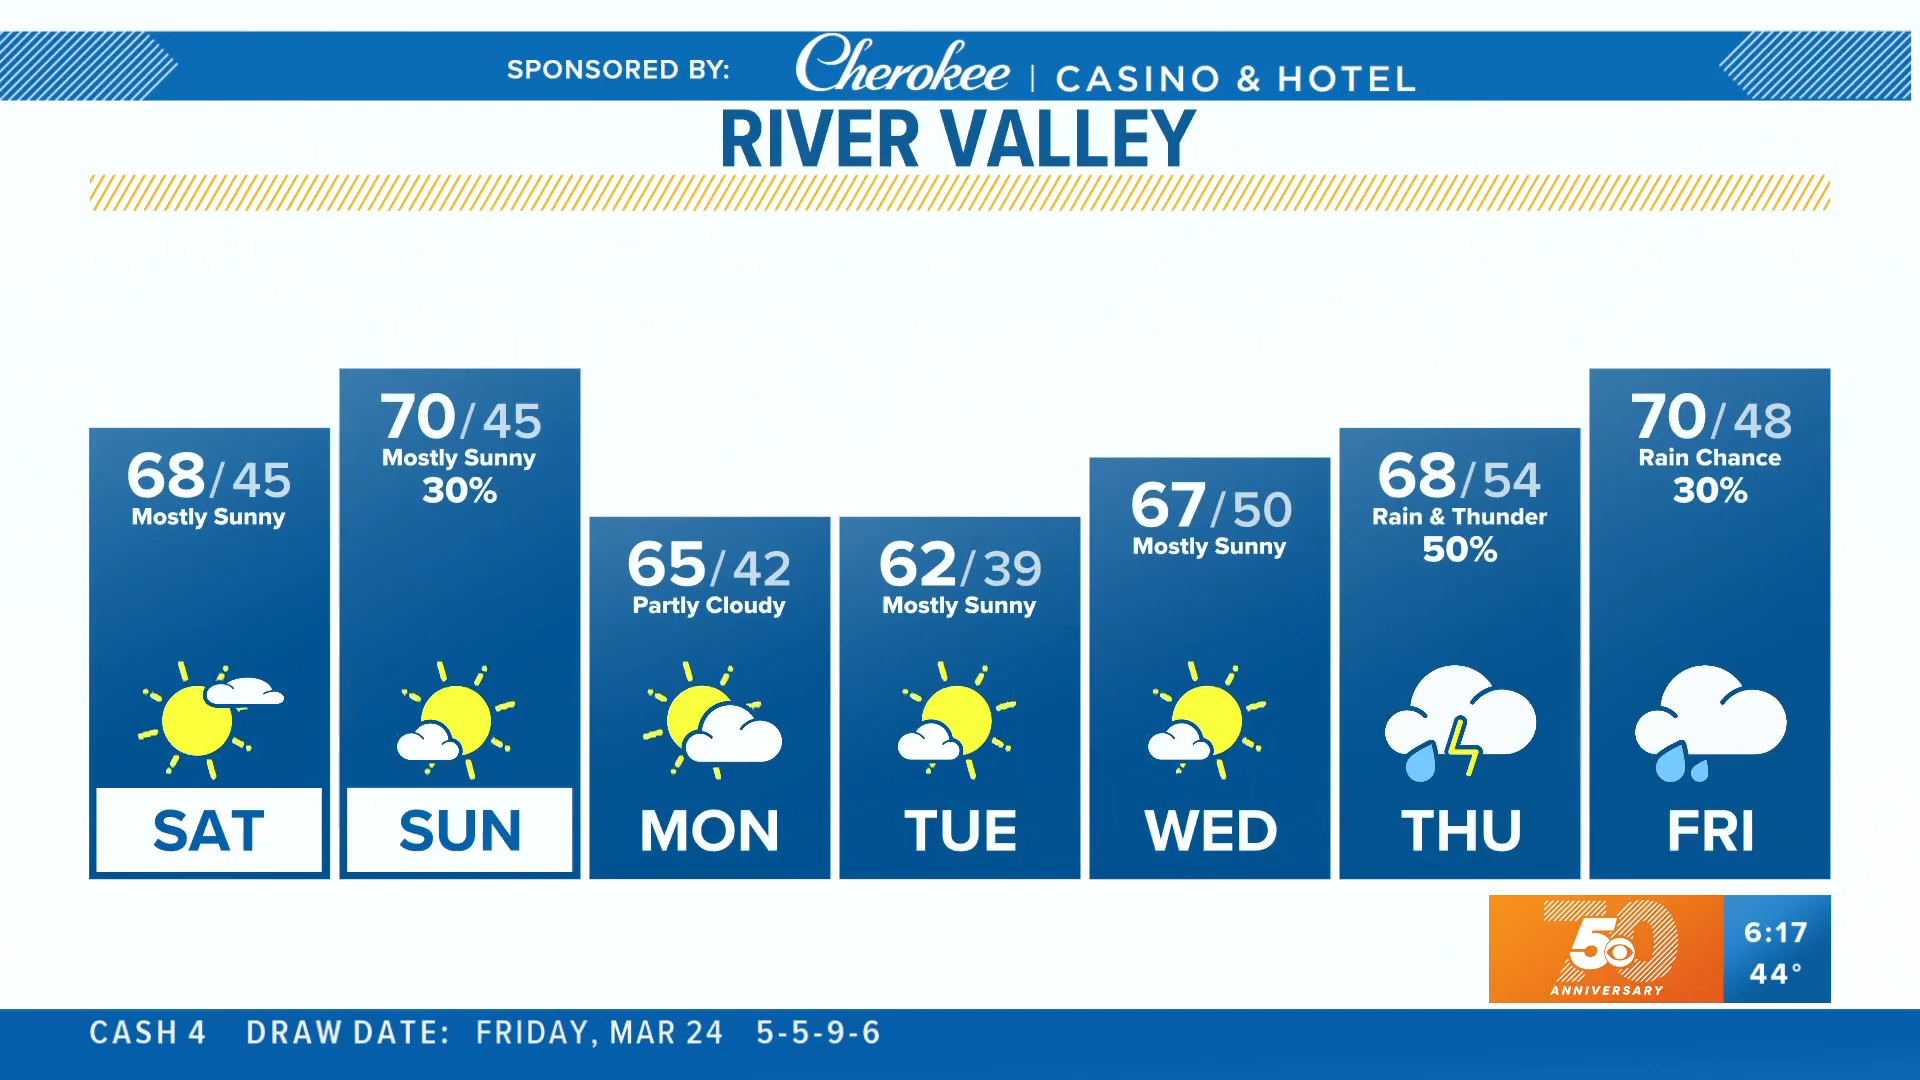 SPONSORED BY: Cherokee | CASINO & HOTEL
RIVER VALLEY
68/45
Mostly Sunny
SAT
70/45
Mostly Sunny
30%
SUN
65/42
Partly Cloudy
MON
62/39
Mostly Sunny
TUE
67/50
Mostly Sunny
WED
68/54
Rain & Thunder
50%
THU
70/48
Rain Chance
30%
FRI
70
5
ANNIVERSARY
6:17
44°
CASH 4 DRAW DATE: FRIDAY, MAR 24 5-5-9-6